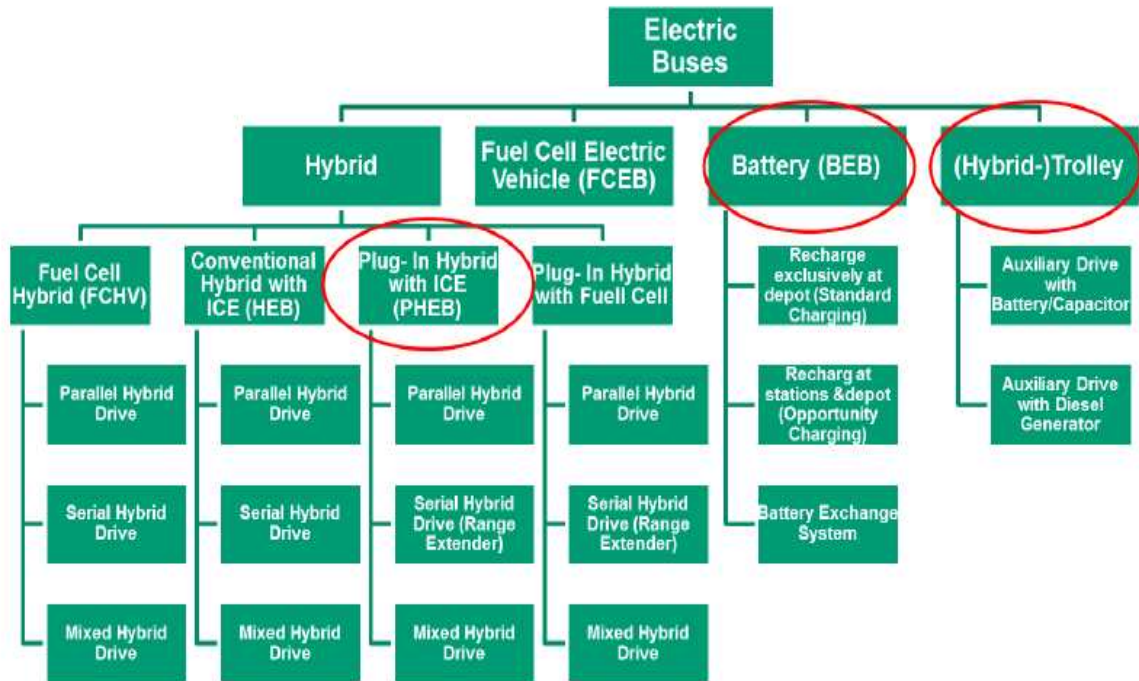 Electric
Buses
Hybrid
Fuel Cell Electric
Vehicle (FCEB)
Battery (BEB)
(Hybrid-)Trolley
Fuel Cell
Hybrid (FCHV)
Conventional
Hybrid with
ICE (HEB)
Plug- In Hybrid
with ICE
(PHEB)
Plug- In Hybrid
with Fuell Cell
Recharge
exclusively at
depot (Standard
Charging)
Auxiliary Drive
with
Battery/Capacitor
Parallel Hybrid
Drive
Parallel Hybrid
Drive
Parallel Hybrid
Drive
Parallel Hybrid
Drive
Recharg at
stations &depot
(Opportunity
Charging)
Auxiliary Drive
with Diesel
Generator
Serial Hybrid
Drive
Serial Hybrid
Drive
Serial Hybrid
Drive (Range
Extender)
Serial Hybrid
Drive (Range
Extender)
Battery Exchange
System
Mixed Hybrid
Drive
Mixed Hybrid
Drive
Mixed Hybrid
Drive
Mixed Hybrid
Drive